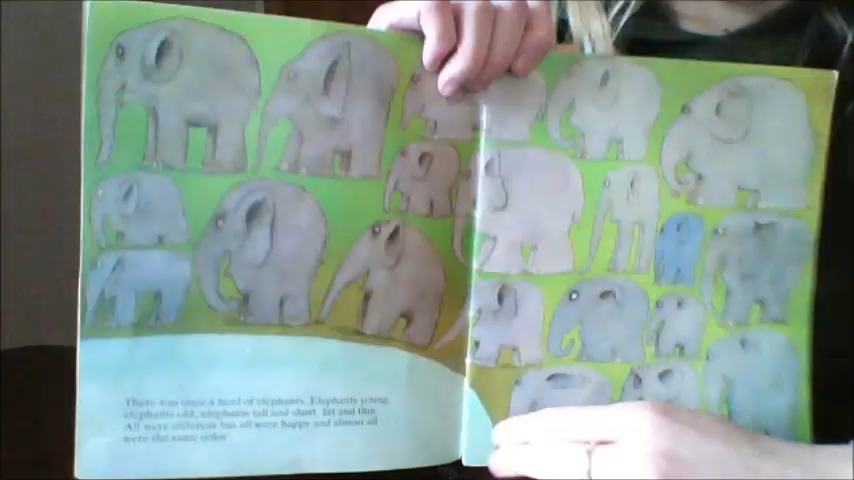 There was once a herd of elephants. Elephants young,
elephants old, elephants tall and short, fat and thin.
All were different but all were happy and almost all
were the same color.